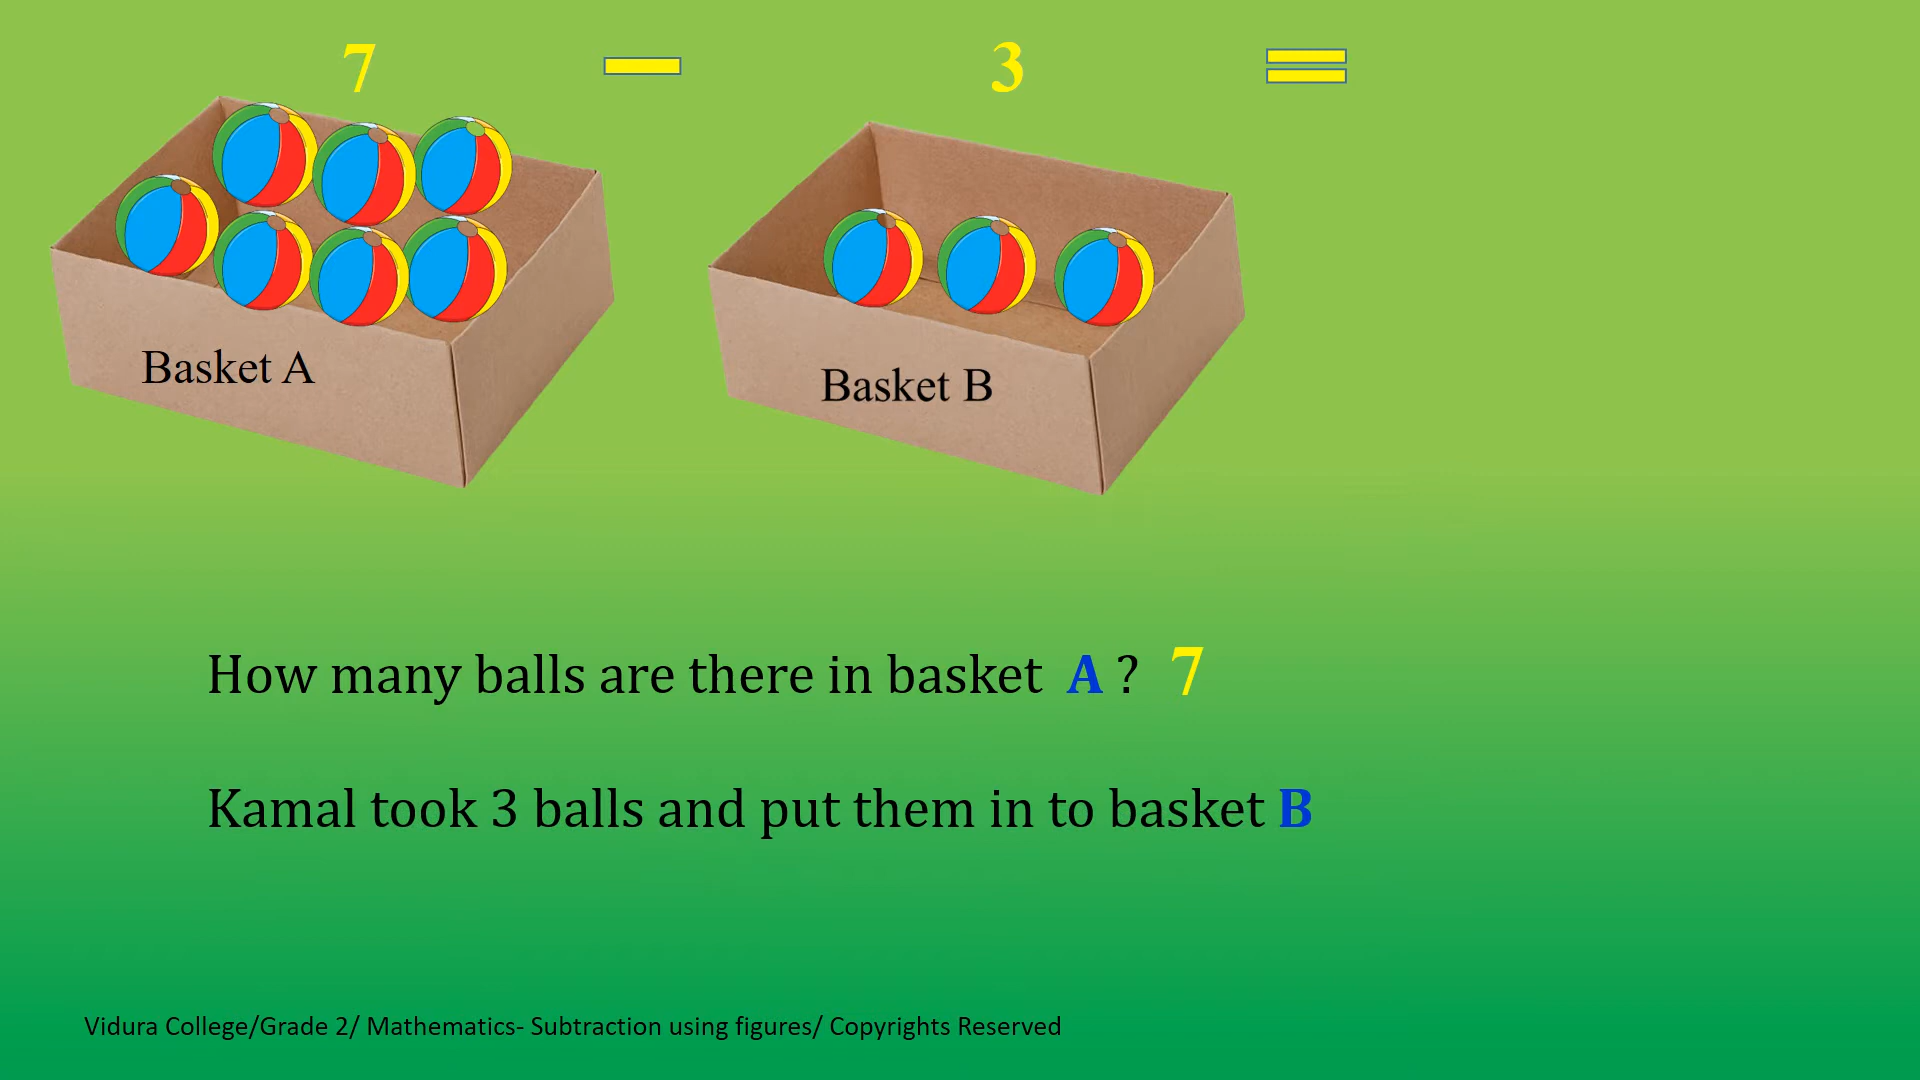 7 − 3 =
Basket A
Basket B
How many balls are there in basket A ? 7
Kamal took 3 balls and put them in to basket B
Vidura College/Grade 2/ Mathematics- Subtraction using figures/ Copyrights Reserved